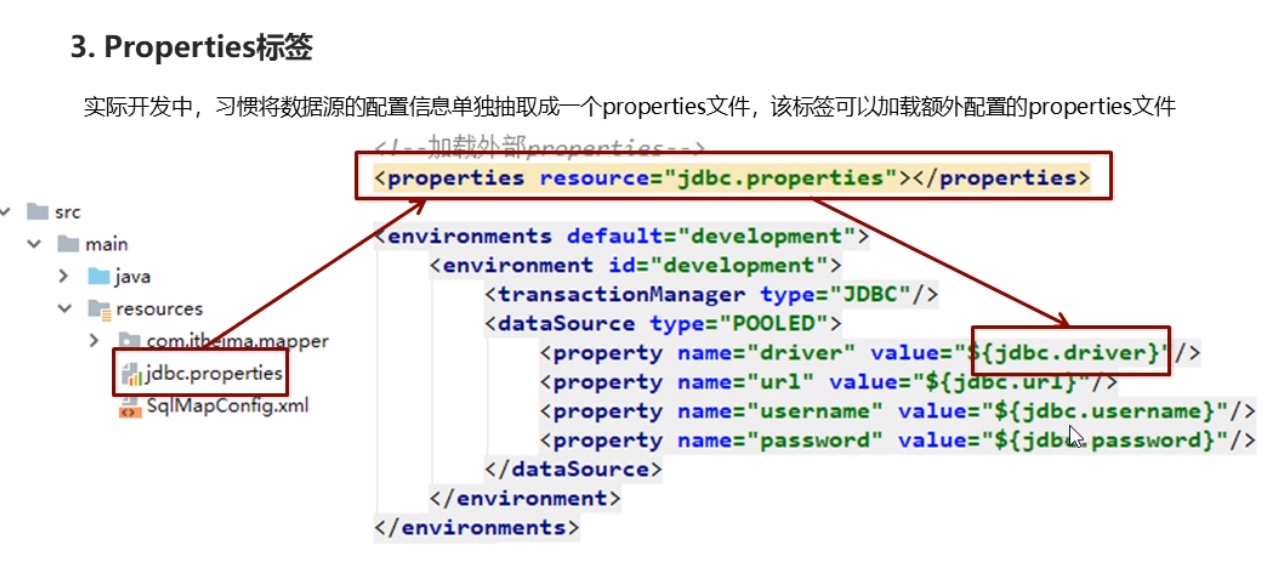 3. Properties标签
实际开发中，习惯将数据源的配置信息单独抽取成一个properties文件，该标签可以加载额外配置的properties文件
<!--加载外部properties-->
<properties resource="jdbc.properties"></properties>
src
main
java
resources
com.itheima.mapper
jdbc.properties
SqlMapConfig.xml
<environments default="development">
<environment id="development">
<transactionManager type="JDBC"/>
<dataSource type="POOLED">
<property name="driver" value="${jdbc.driver}"/>
<property name="url" value="${jdbc.url}"/>
<property name="username" value="${jdbc.username}"/>
<property name="password" value="${jdbc.password}"/>
</dataSource>
</environment>
</environments>